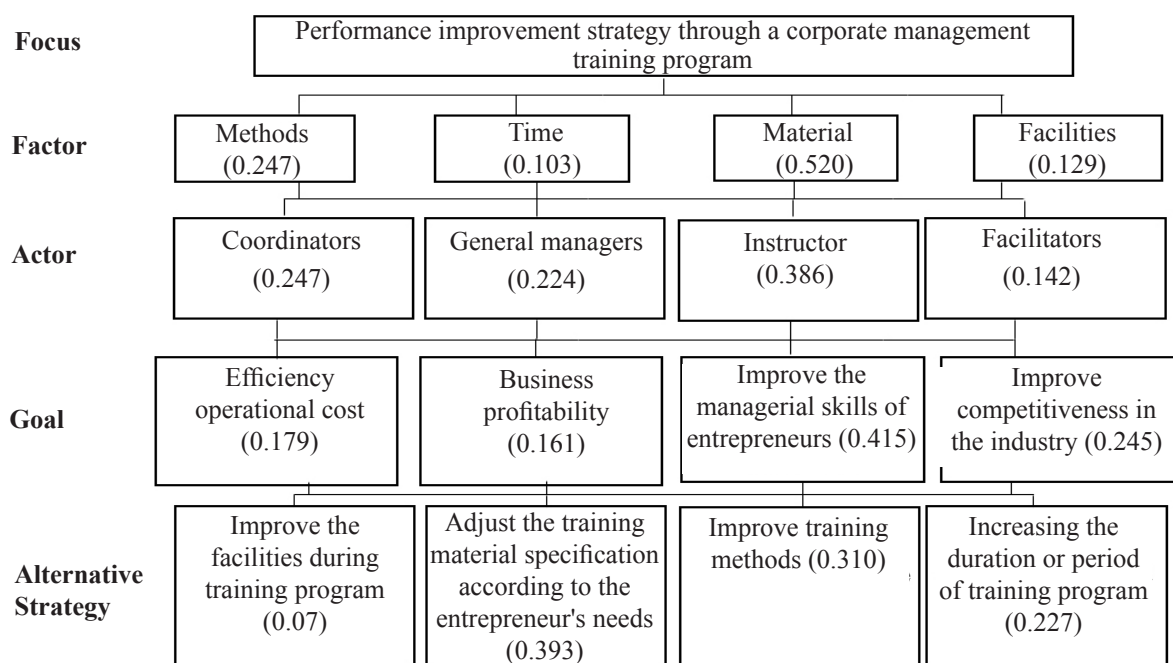 Focus
Performance improvement strategy through a corporate management
training program
Factor
Methods
(0.247)
Time
(0.103)
Material
(0.520)
Facilities
(0.129)
Actor
Coordinators
(0.247)
General managers
(0.224)
Instructor
(0.386)
Facilitators
(0.142)
Goal
Efficiency
operational cost
(0.179)
Business
profitability
(0.161)
Improve the
managerial skills of
entrepreneurs (0.415)
Improve
competitiveness in
the industry (0.245)
Alternative
Strategy
Improve the
facilities during
training program
(0.07)
Adjust the training
material specification
according to the
entrepreneur's needs
(0.393)
Improve training
methods (0.310)
Increasing the
duration or period
of training program
(0.227)